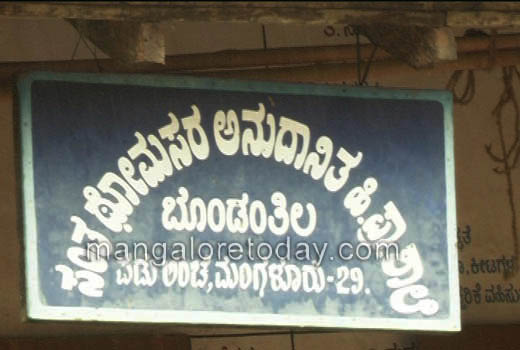 ಸಂತ ಥೋಮಸರ ಅನುದಾನಿತ ಹಿ.ಪ್ರಾ.ಶಾಲೆ
ಬೊಂಡಂತಿಲ
mangaloretoday.com
ಅಂಚೆ, ಮಂಗಳೂರು-29.